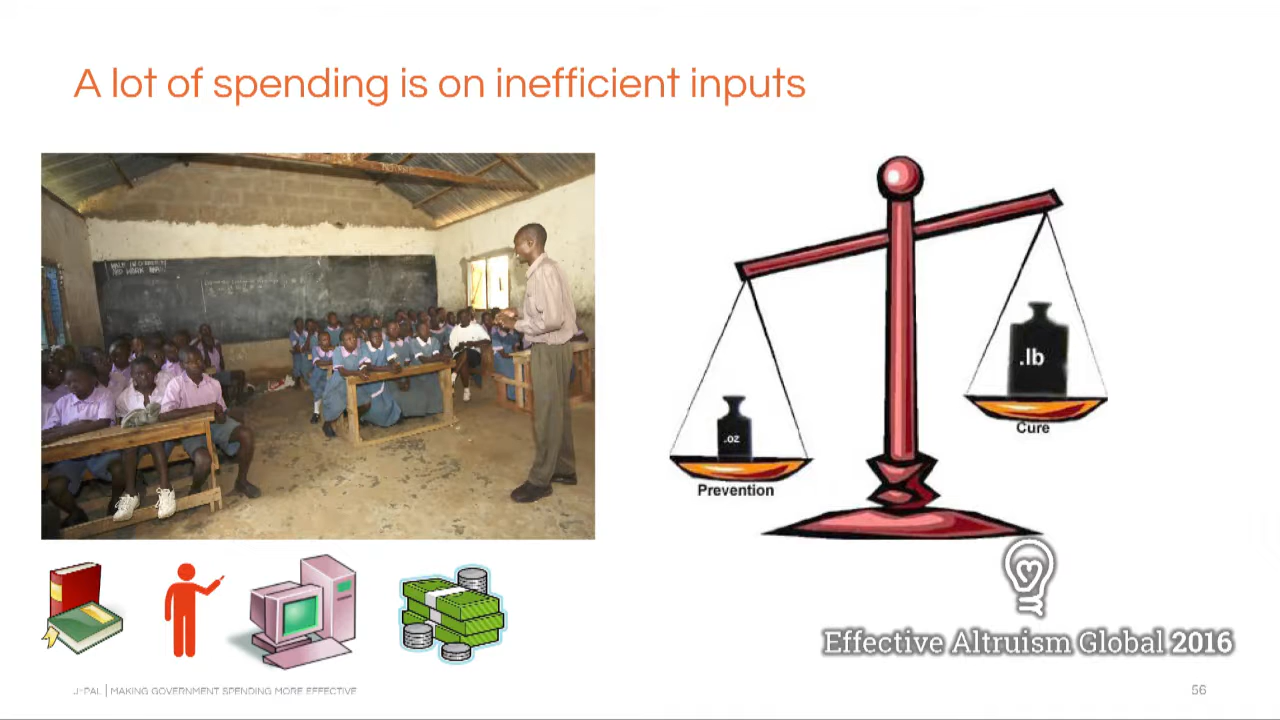 A lot of spending is on inefficient inputs
.oz
Prevention
.lb
Cure
Effective Altruism Global 2016
J-PAL | MAKING GOVERNMENT SPENDING MORE EFFECTIVE
56